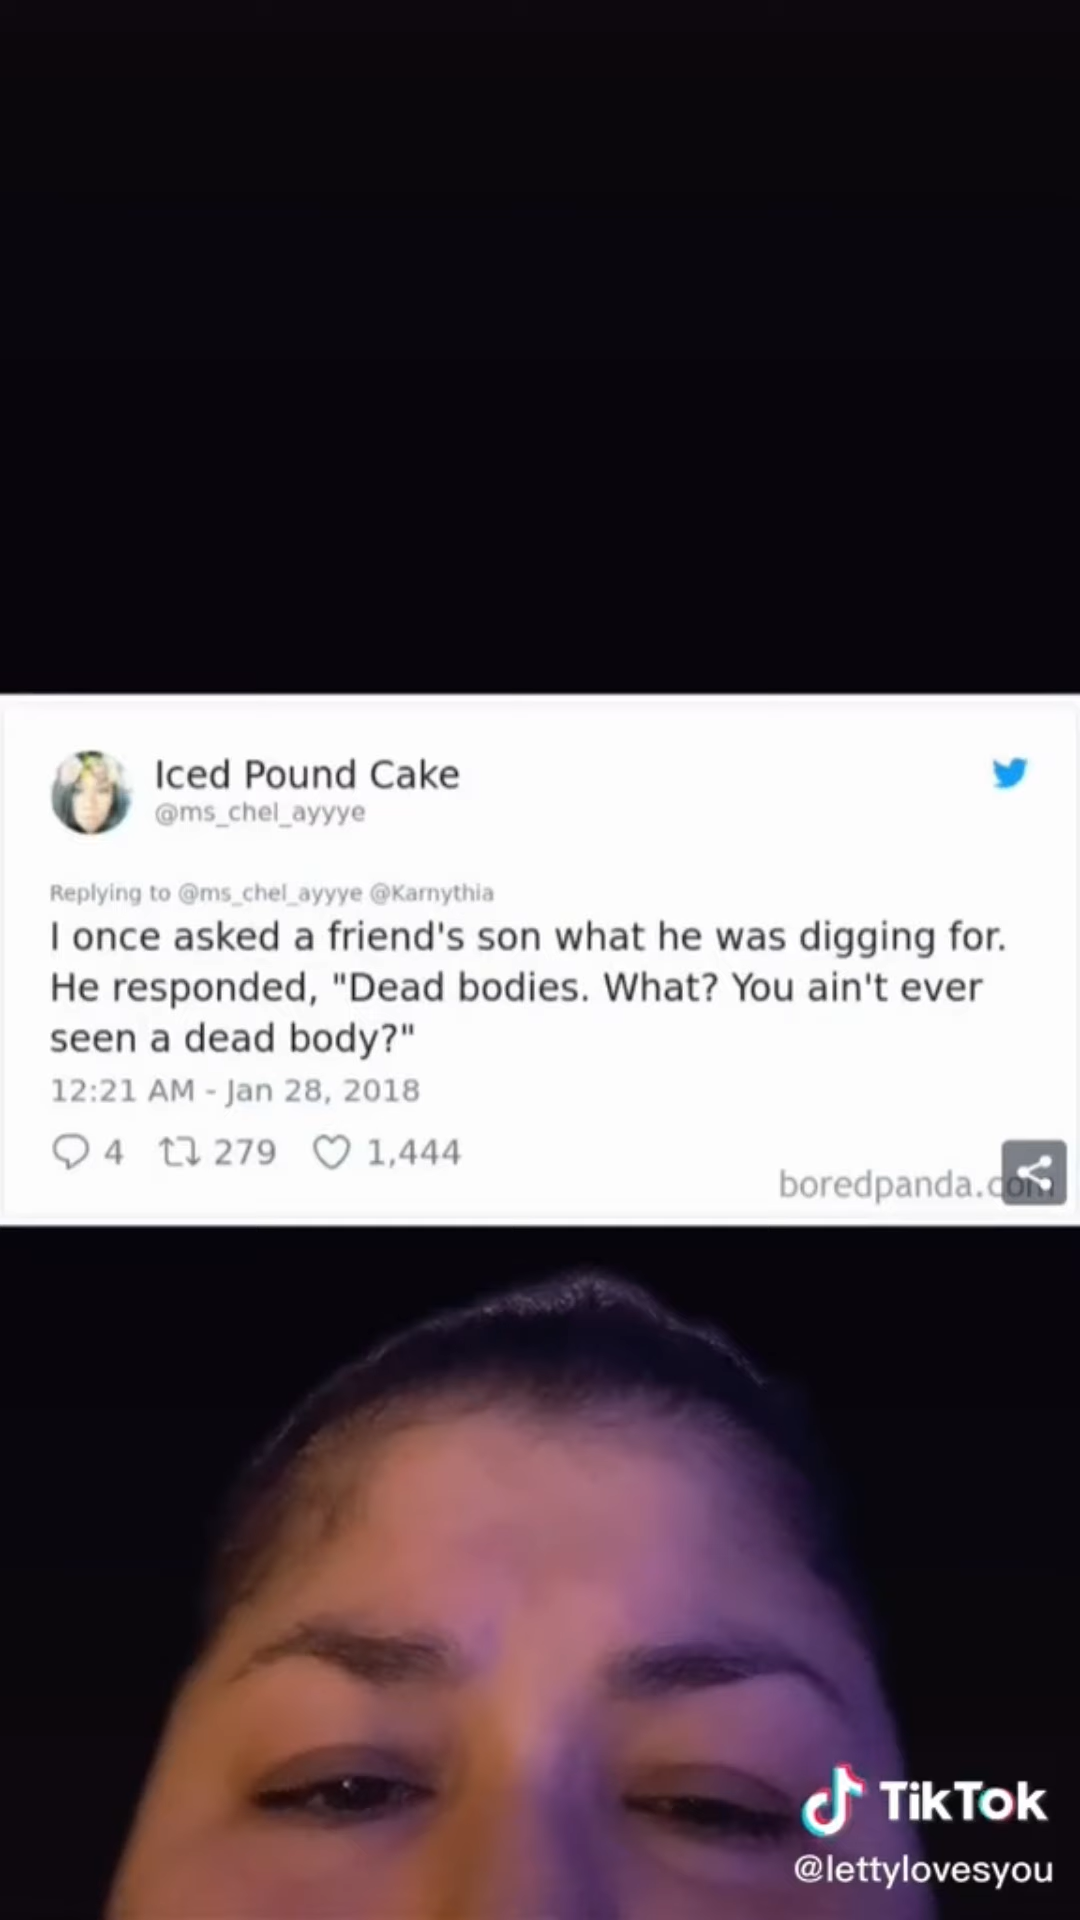 Iced Pound Cake
@ms_chel_ayyye
Replying to @ms_chel_ayyye @Karnythia
I once asked a friend's son what he was digging for.
He responded, "Dead bodies. What? You ain't ever
seen a dead body?"
12:21 AM - Jan 28, 2018
4 279 1,444
boredpanda.com
TikTok
@lettylovesyou